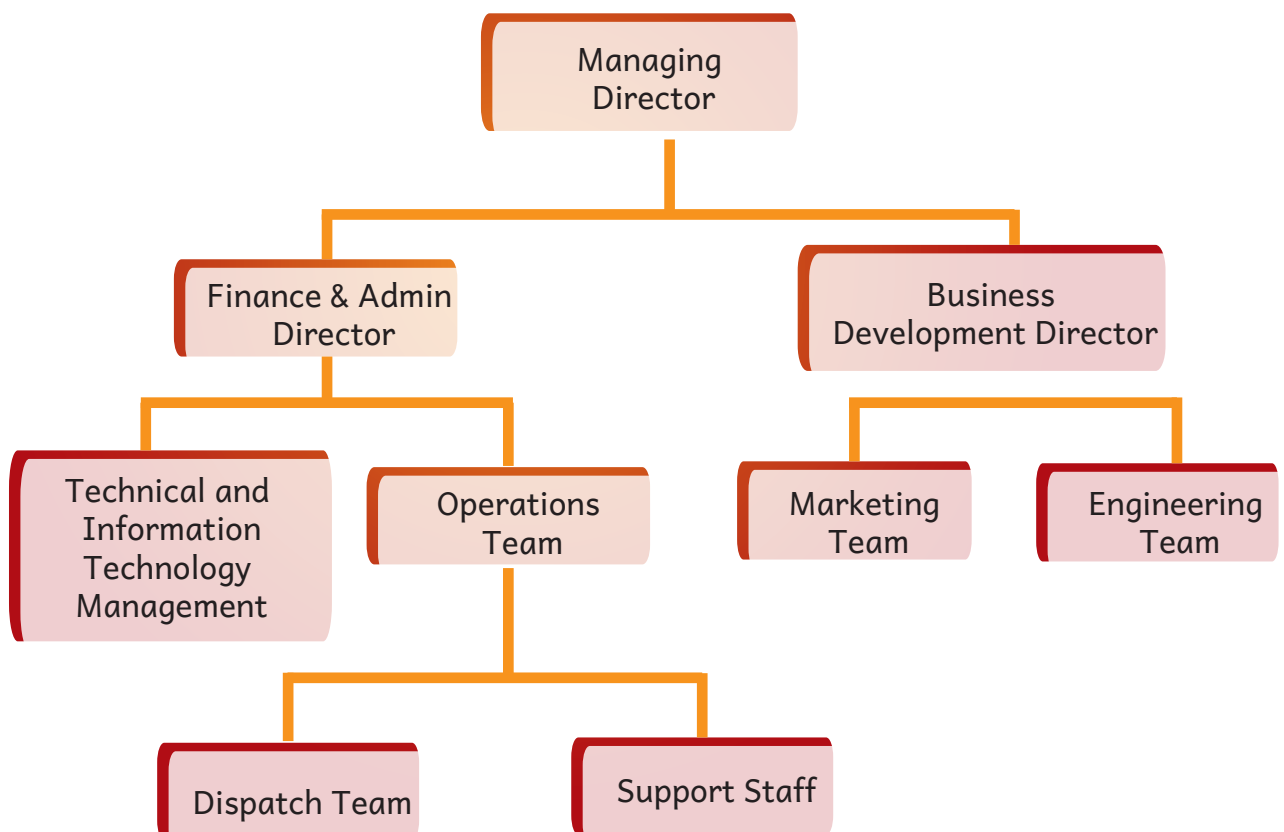 Managing
Director
Finance & Admin
Director
Business
Development Director
Technical and
Information
Technology
Management
Operations
Team
Marketing
Team
Engineering
Team
Dispatch Team
Support Staff